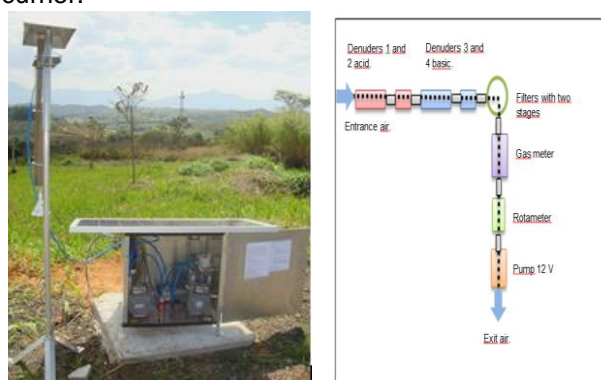 Denuders 1 and
2 acid.
Denuders 3 and
4 basic.
Entrance air.
Filters with two
stages
Gas meter
Rotameter
Pump 12 V
Exit air.